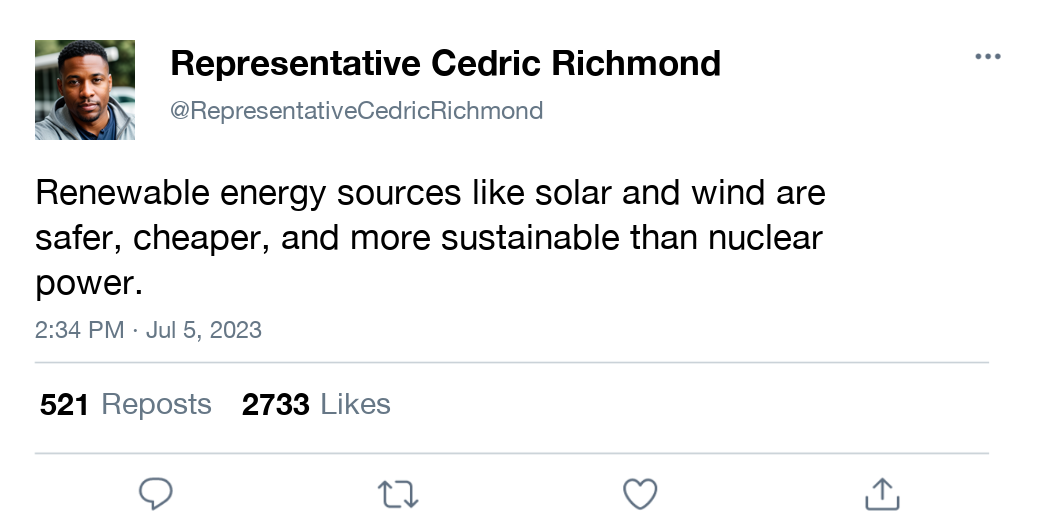 Representative Cedric Richmond
@RepresentativeCedricRichmond
Renewable energy sources like solar and wind are
safer, cheaper, and more sustainable than nuclear
power.
2:34 PM · Jul 5, 2023
521 Reposts 2733 Likes